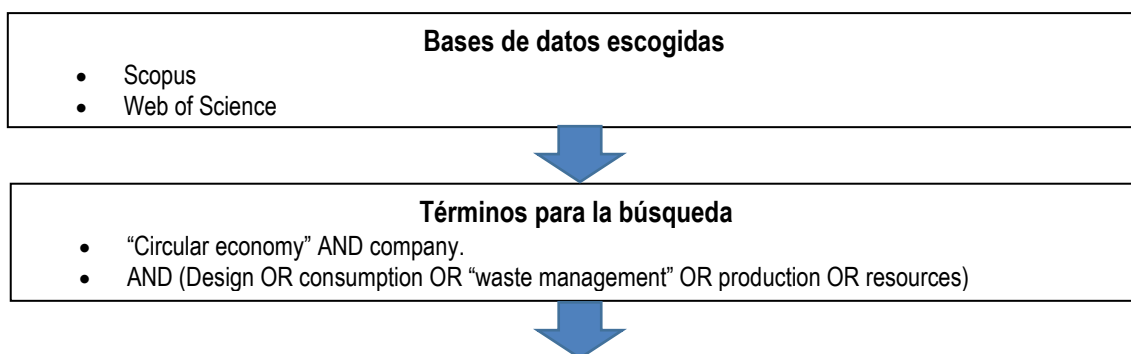 Bases de datos escogidas
• Scopus
• Web of Science
Términos para la búsqueda
• “Circular economy” AND company.
• AND (Design OR consumption OR “waste management” OR production OR resources)